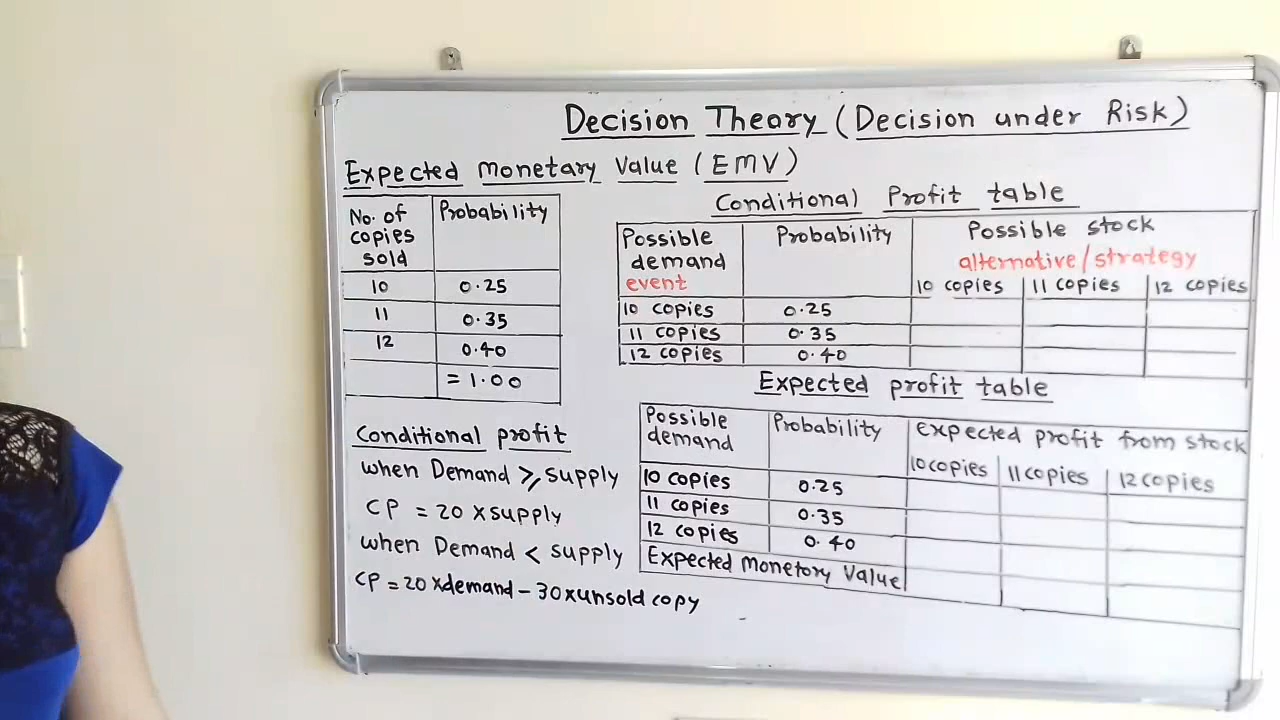 Decision Theory (Decision under Risk)
Expected Monetary Value (EMV)
No. of copies sold | Probability
10 | 0.25
11 | 0.35
12 | 0.40
= 1.00
Conditional profit
when Demand ⩾ supply
CP = 20 x supply
when Demand < supply
CP = 20 x demand - 30 x unsold copy
Conditional Profit table
Possible demand event | Probability | Possible stock alternative/strategy
10 copies | 11 copies | 12 copies
10 copies | 0.25
11 copies | 0.35
12 copies | 0.40
Expected profit table
Possible demand | Probability | Expected profit from stock
10 copies | 11 copies | 12 copies
10 copies | 0.25
11 copies | 0.35
12 copies | 0.40
Expected Monetory Value